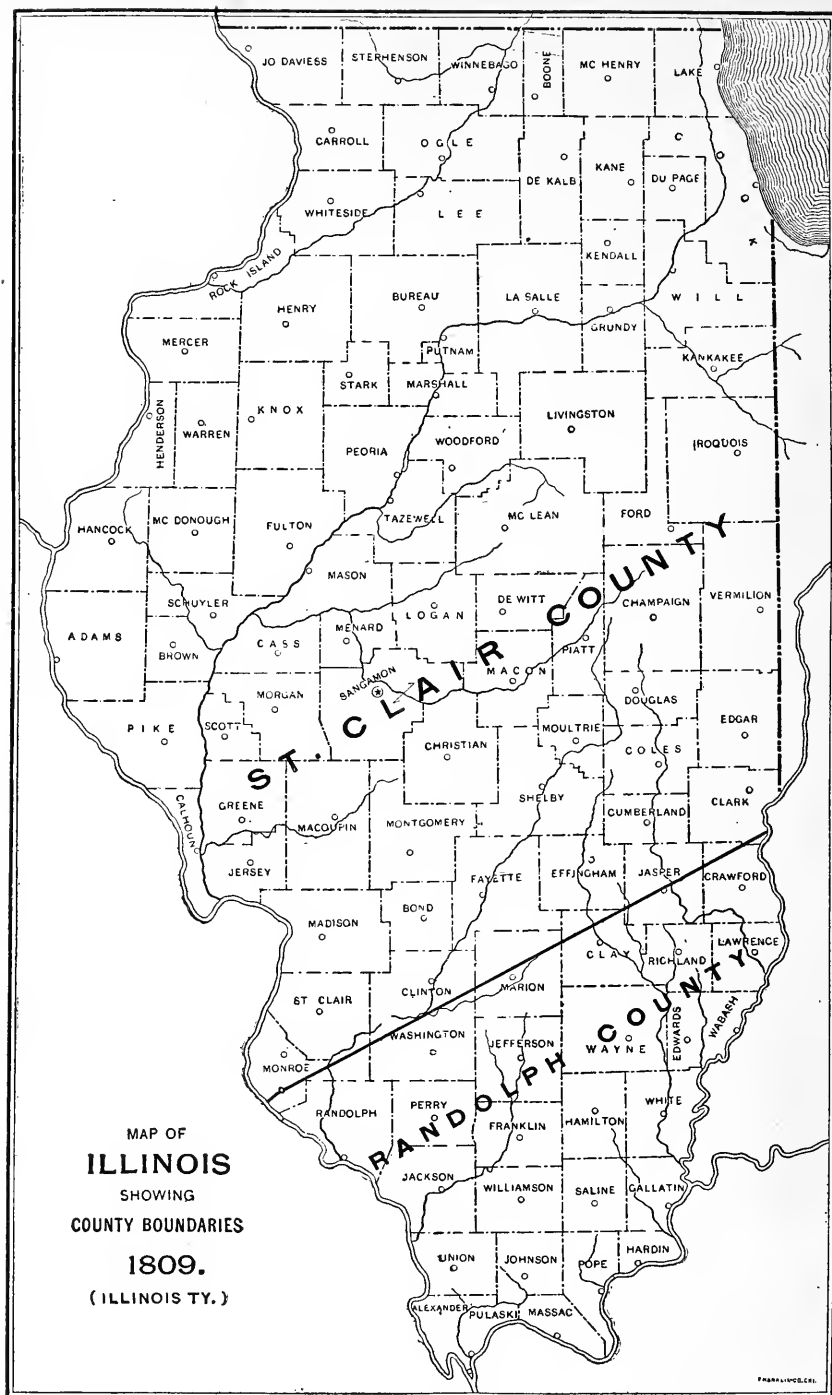 JO DAVIESS
STEPHENSON
WINNEBAGO
BOONE
MC HENRY
LAKE
CARROLL
OGLE
DE KALB
KANE
DU PAGE
WHITESIDE
LEE
KENDALL
ROCK ISLAND
HENRY
BUREAU
LA SALLE
WILL
GRUNDY
MERCER
PUTNAM
KANKAKEE
STARK
MARSHALL
HENDERSON
WARREN
KNOX
PEORIA
WOODFORD
LIVINGSTON
IROQUOIS
HANCOCK
MC DONOUGH
FULTON
TAZEWELL
MC LEAN
FORD
MASON
SCHUYLER
LOGAN
DE WITT
CHAMPAIGN
VERMILION
ADAMS
BROWN
CASS
MENARD
PIATT
MACON
SANGAMON
MORGAN
SCOTT
PIKE
DOUGLAS
EDGAR
CHRISTIAN
MOULTRIE
COLES
ST. CLAIR COUNTY
CALHOUN
GREENE
MACOUPIN
MONTGOMERY
SHELBY
CUMBERLAND
CLARK
JERSEY
FAYETTE
EFFINGHAM
JASPER
CRAWFORD
MADISON
BOND
CLAY
RICHLAND
LAWRENCE
CLINTON
MARION
ST CLAIR
WASHINGTON
JEFFERSON
WAYNE
EDWARDS
WABASH
MONROE
RANDOLPH COUNTY
RANDOLPH
PERRY
FRANKLIN
HAMILTON
WHITE
JACKSON
WILLIAMSON
SALINE
GALLATIN
UNION
JOHNSON
POPE
HARDIN
ALEXANDER
PULASKI
MASSAC
MAP OF
ILLINOIS
SHOWING
COUNTY BOUNDARIES
1809.
(ILLINOIS TY.)
FRANKLIN CO. CHI.